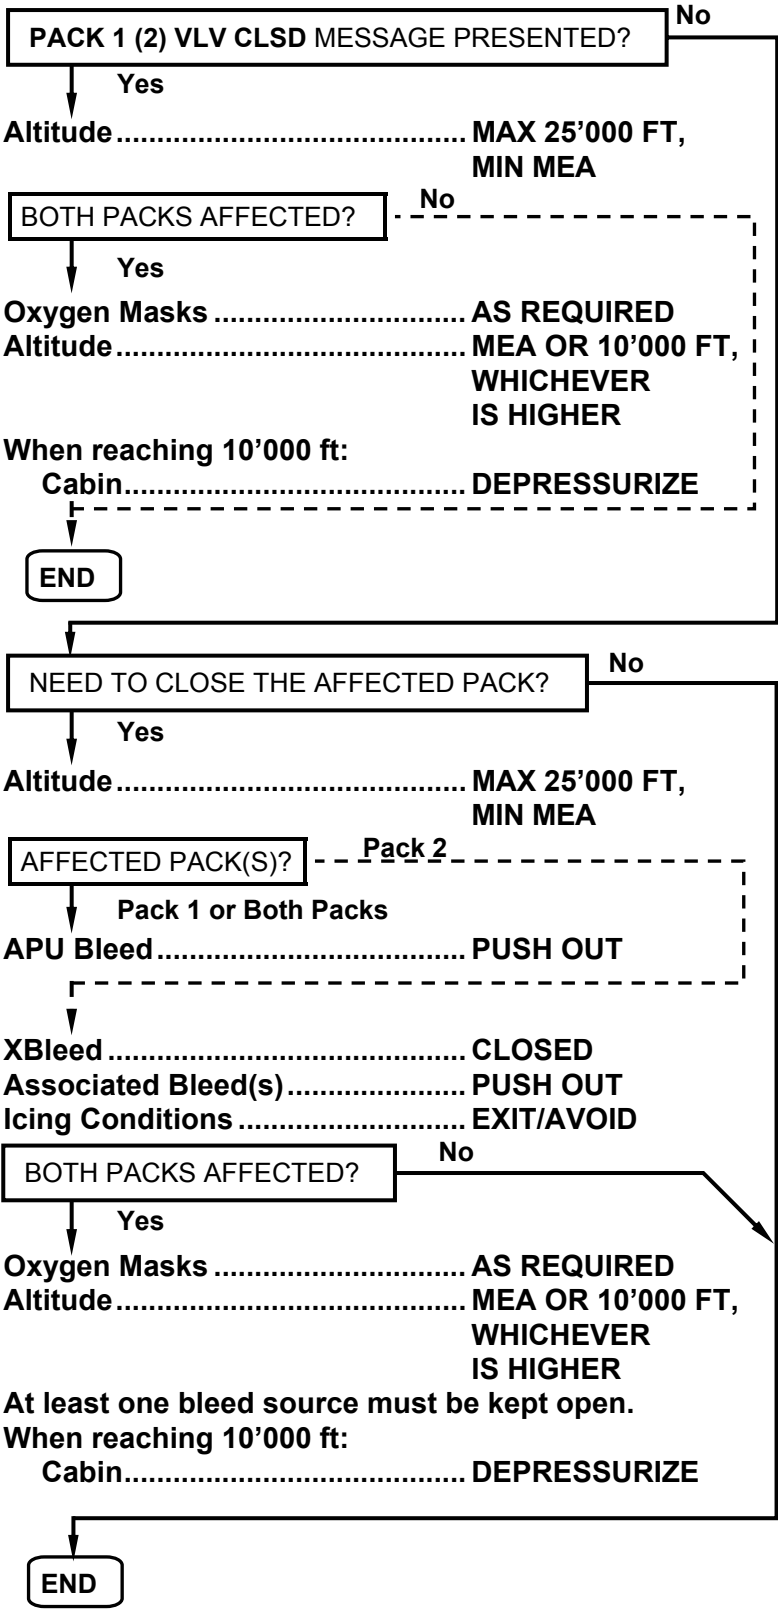 No
PACK 1 (2) VLV CLSD MESSAGE PRESENTED?
Yes
Altitude........................................... MAX 25’000 FT,
MIN MEA
BOTH PACKS AFFECTED?
No
Yes
Oxygen Masks ............................... AS REQUIRED
Altitude........................................... MEA OR 10’000 FT,
WHICHEVER
IS HIGHER
When reaching 10’000 ft:
Cabin.......................................... DEPRESSURIZE
END
NEED TO CLOSE THE AFFECTED PACK?
No
Yes
Altitude........................................... MAX 25’000 FT,
MIN MEA
AFFECTED PACK(S)?
Pack 2
Pack 1 or Both Packs
APU Bleed...................................... PUSH OUT
XBleed............................................ CLOSED
Associated Bleed(s)...................... PUSH OUT
Icing Conditions ............................ EXIT/AVOID
BOTH PACKS AFFECTED?
No
Yes
Oxygen Masks ............................... AS REQUIRED
Altitude........................................... MEA OR 10’000 FT,
WHICHEVER
IS HIGHER
At least one bleed source must be kept open.
When reaching 10’000 ft:
Cabin.......................................... DEPRESSURIZE
END